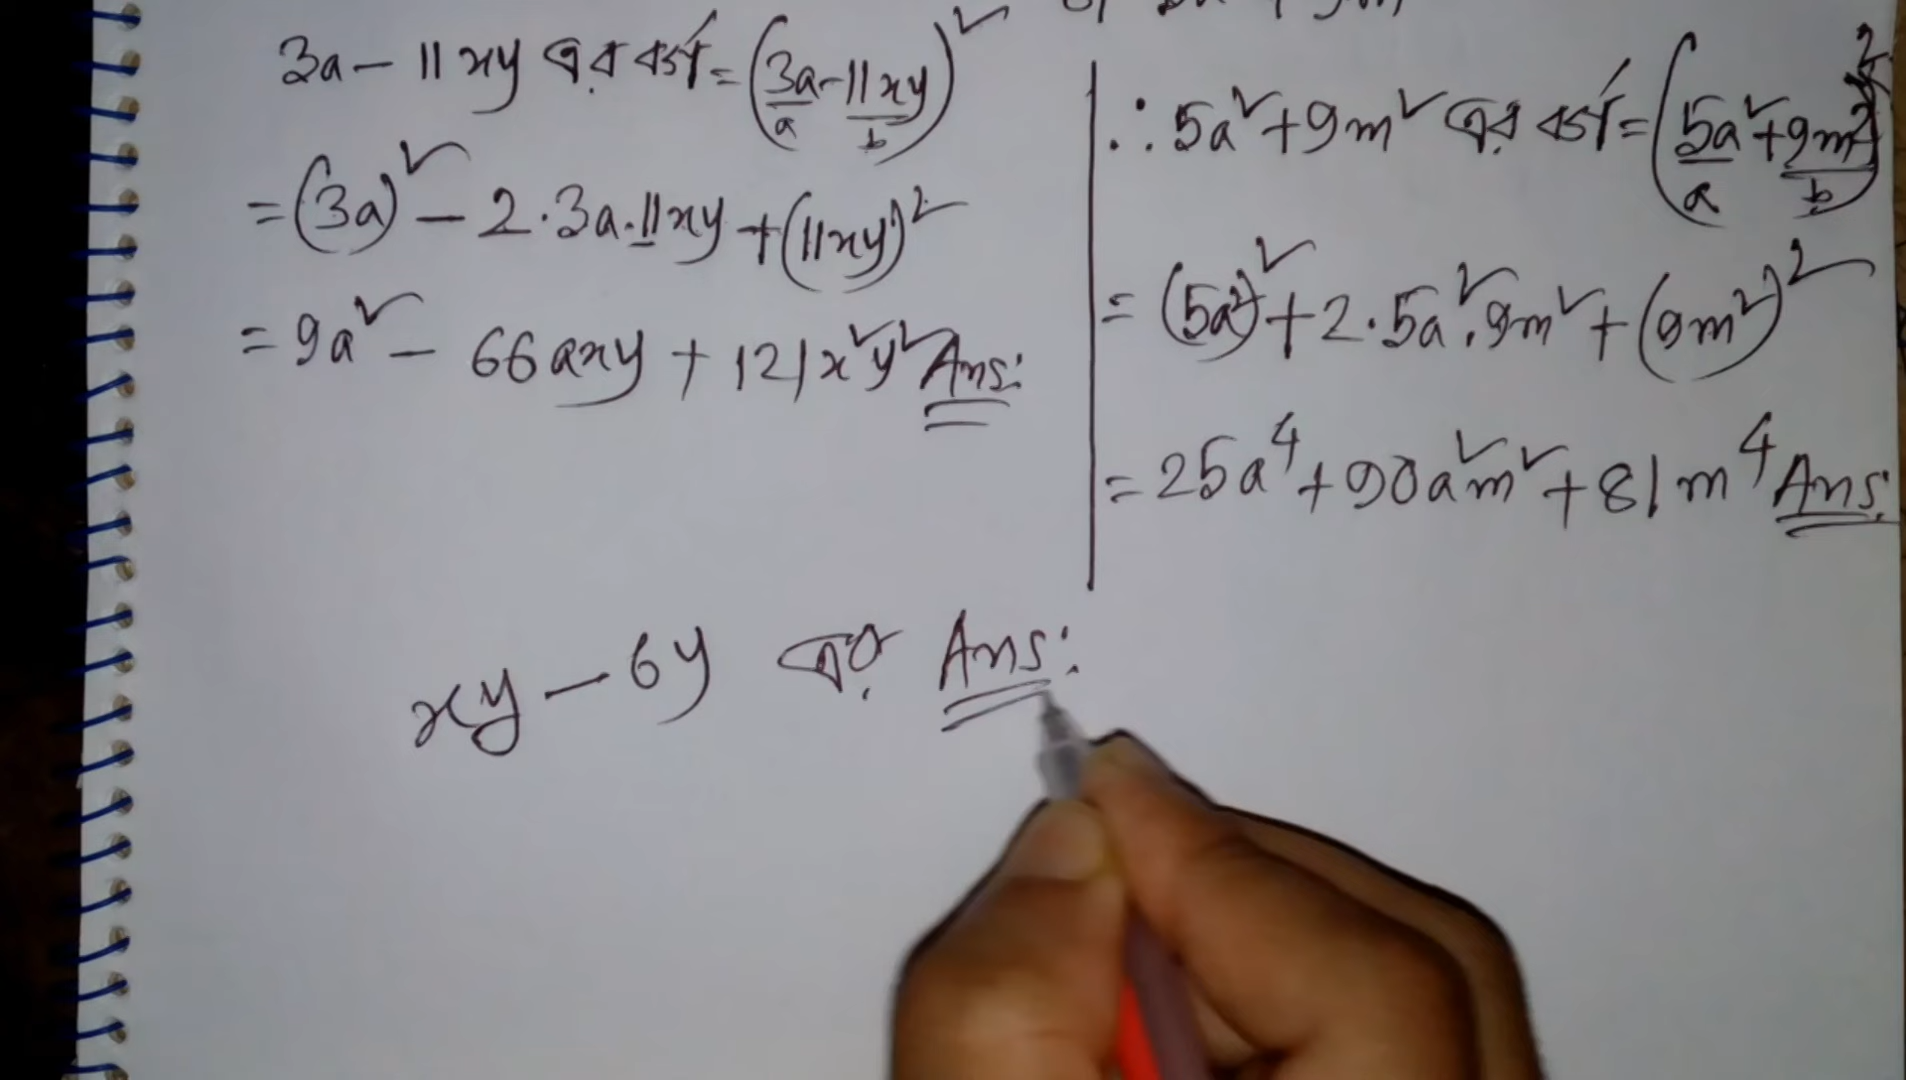 3a – 11xy এর বর্গ = (3a – 11xy)²
a b
= (3a)² – 2·3a·11xy + (11xy)²
= 9a² – 66axy + 121x²y² Ans:
∴ 5a² + 9m² এর বর্গ = (5a² + 9m²)²
a b
= (5a²)² + 2·5a²·9m² + (9m²)²
= 25a⁴ + 90a²m² + 81m⁴ Ans:
xy – 6y এর Ans: